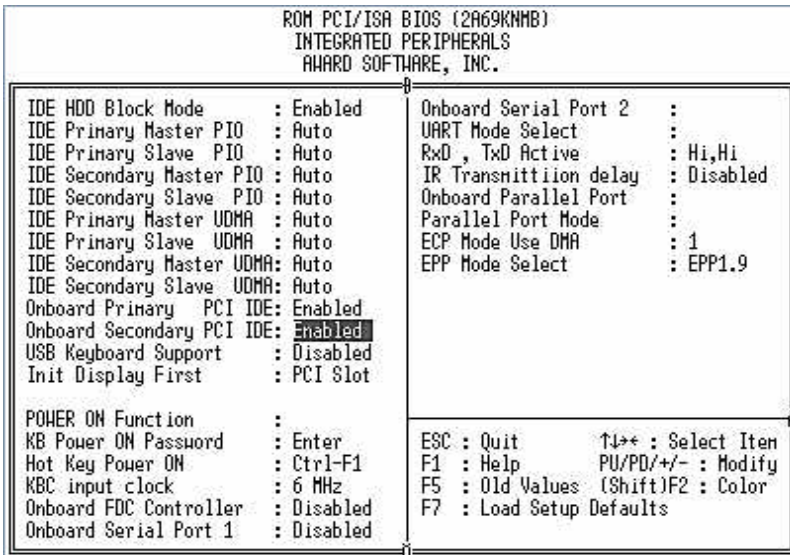 ROM PCI/ISA BIOS (2A69KNMB)
INTEGRATED PERIPHERALS
AWARD SOFTWARE, INC.
IDE HDD Block Mode : Enabled
IDE Primary Master PIO : Auto
IDE Primary Slave PIO : Auto
IDE Secondary Master PIO : Auto
IDE Secondary Slave PIO : Auto
IDE Primary Master UDMA : Auto
IDE Primary Slave UDMA : Auto
IDE Secondary Master UDMA: Auto
IDE Secondary Slave UDMA: Auto
Onboard Primary PCI IDE: Enabled
Onboard Secondary PCI IDE: Enabled
USB Keyboard Support : Disabled
Init Display First : PCI Slot
POWER ON Function :
KB Power ON Password : Enter
Hot Key Power ON : Ctrl-F1
KBC input clock : 6 MHz
Onboard FDC Controller : Disabled
Onboard Serial Port 1 : Disabled
Onboard Serial Port 2 :
UART Mode Select :
RxD , TxD Active : Hi,Hi
IR Transmittiion delay : Disabled
Onboard Parallel Port :
Parallel Port Mode :
ECP Mode Use DMA : 1
EPP Mode Select : EPP1.9
ESC : Quit ↑↓→← : Select Item
F1 : Help PU/PD/+/- : Modify
F5 : Old Values (Shift)F2 : Color
F7 : Load Setup Defaults